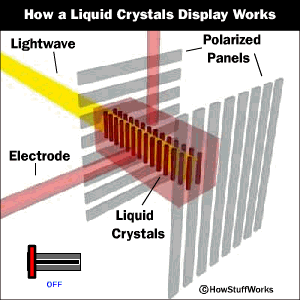 How a Liquid Crystals Display Works
Lightwave
Polarized
Panels
Electrode
Liquid
Crystals
OFF
©HowStuffWorks